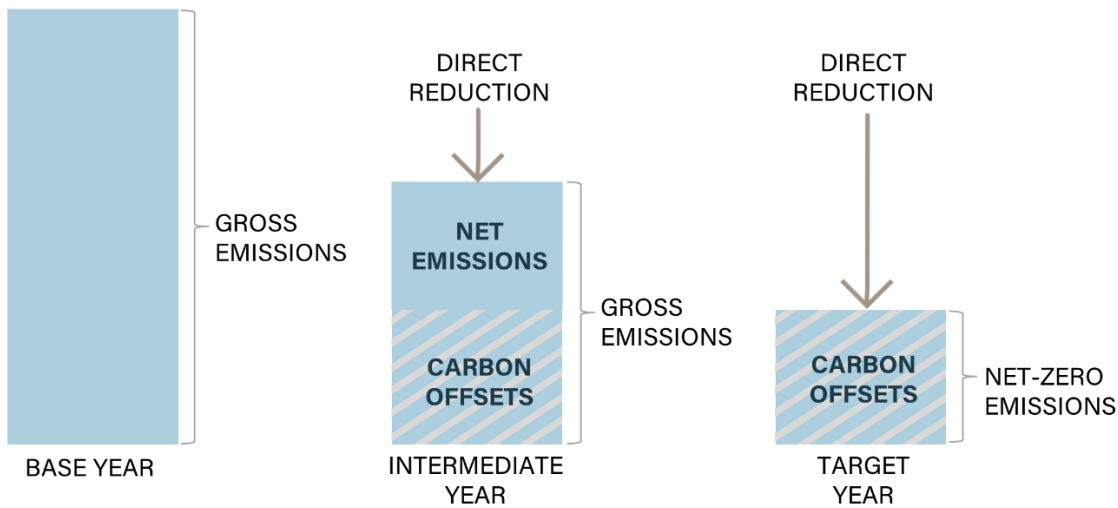 GROSS
EMISSIONS
BASE YEAR
DIRECT
REDUCTION
NET
EMISSIONS
CARBON
OFFSETS
GROSS
EMISSIONS
INTERMEDIATE
YEAR
DIRECT
REDUCTION
CARBON
OFFSETS
NET-ZERO
EMISSIONS
TARGET
YEAR